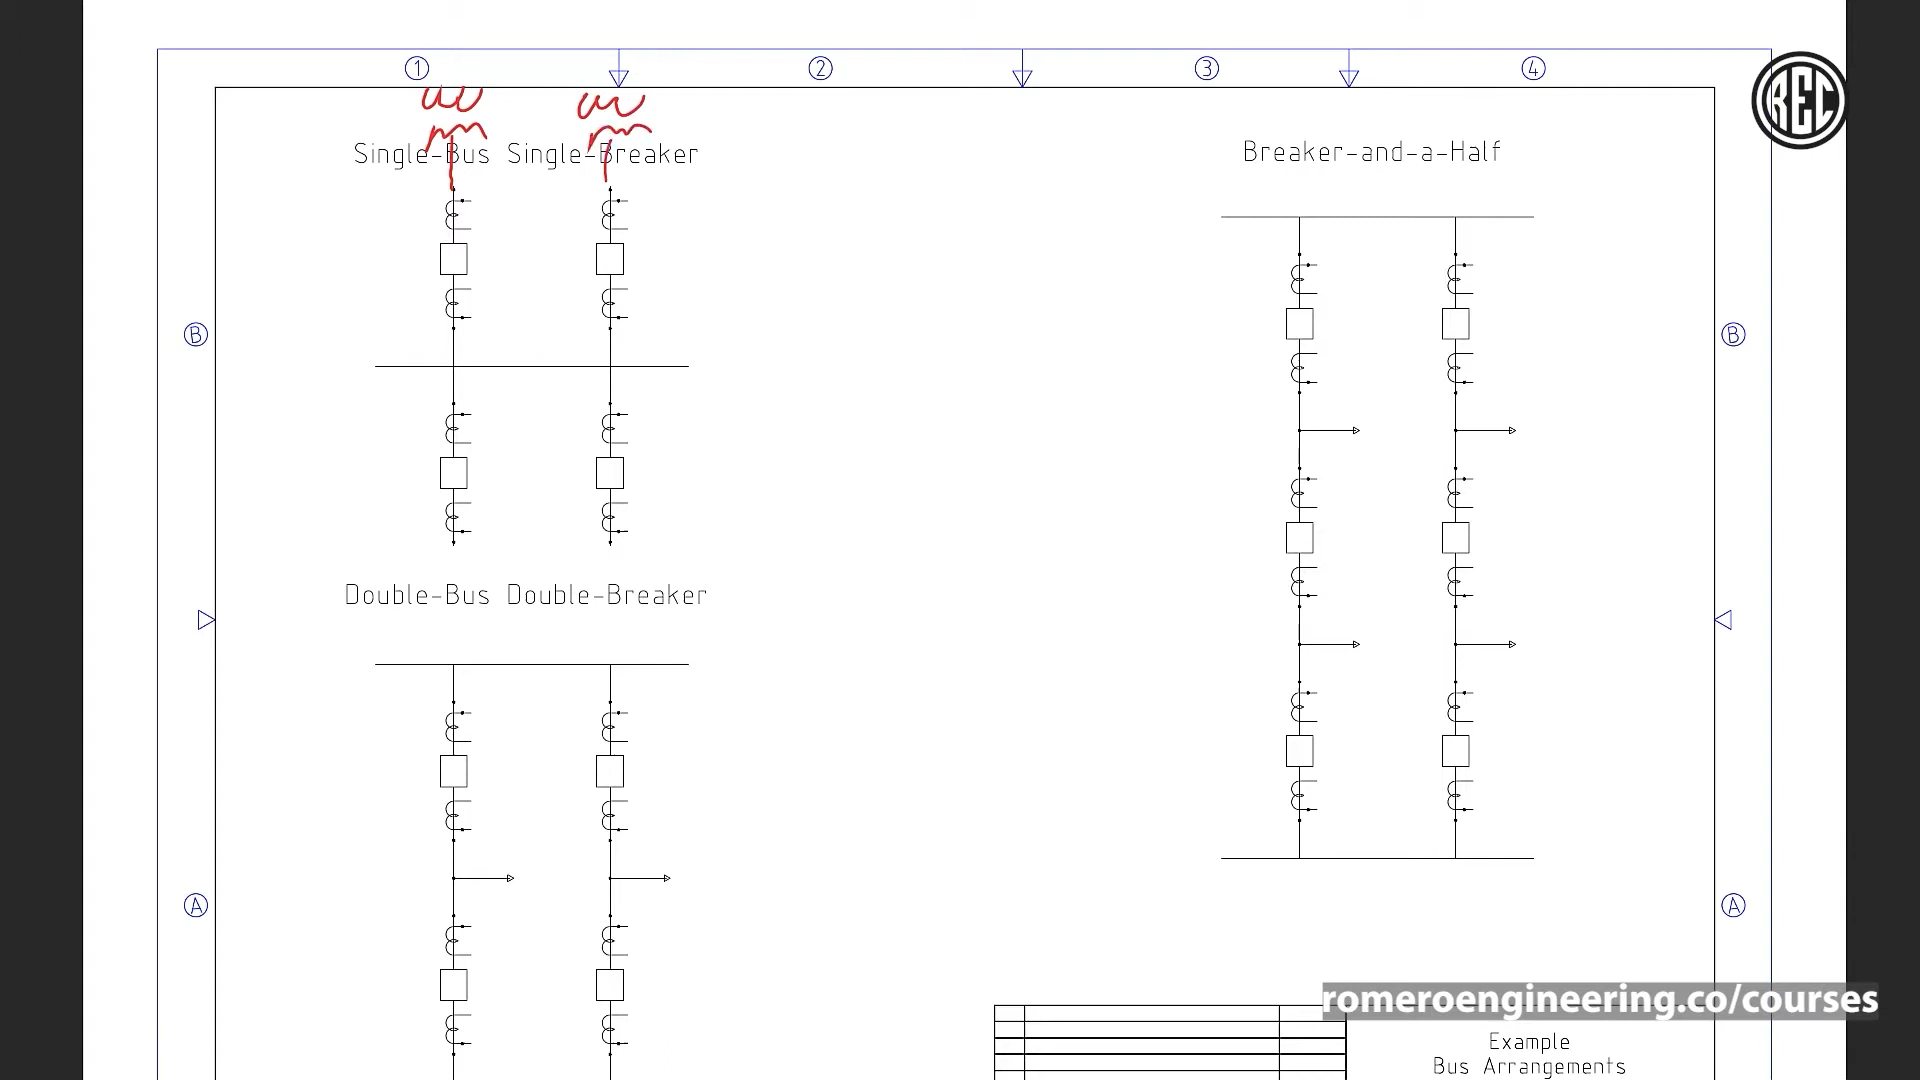 1 2 3 4
REC
Single-Bus Single-Breaker
Breaker-and-a-Half
B B
Double-Bus Double-Breaker
A A
romeroengineering.co/courses
Example
Bus Arrangements